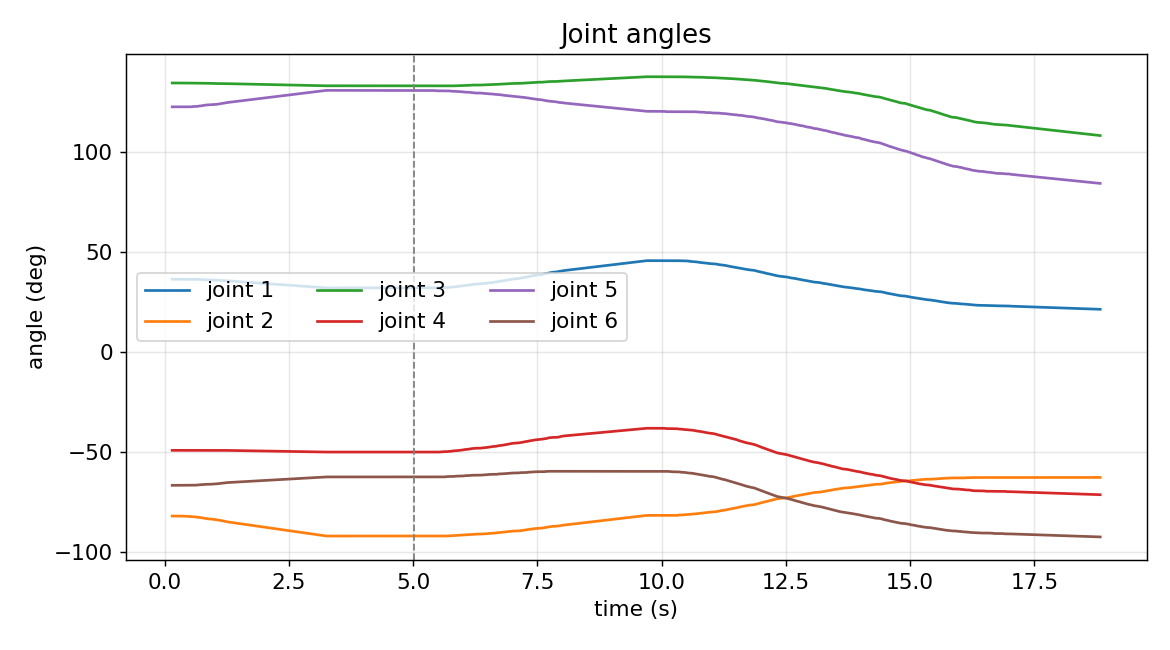 Joint angles
angle (deg)
100
50
0
−50
−100
joint 1 joint 3 joint 5
joint 2 joint 4 joint 6
0.0 2.5 5.0 7.5 10.0 12.5 15.0 17.5
time (s)